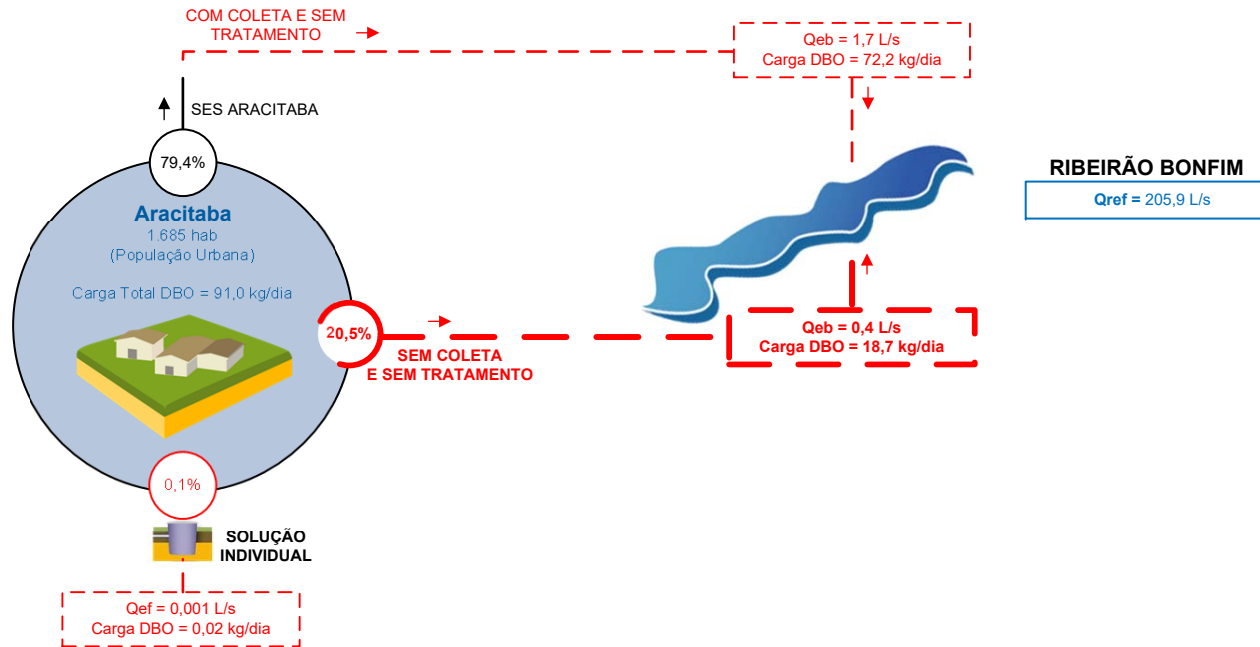 COM COLETA E SEM
TRATAMENTO
Qeb = 1,7 L/s
Carga DBO = 72,2 kg/dia
SES ARACITABA
79,4%
RIBEIRÃO BONFIM
Qref = 205,9 L/s
Aracitaba
1.685 hab
(População Urbana)
Carga Total DBO = 91,0 kg/dia
20,5%
SEM COLETA
E SEM TRATAMENTO
Qeb = 0,4 L/s
Carga DBO = 18,7 kg/dia
0,1%
SOLUÇÃO
INDIVIDUAL
Qef = 0,001 L/s
Carga DBO = 0,02 kg/dia